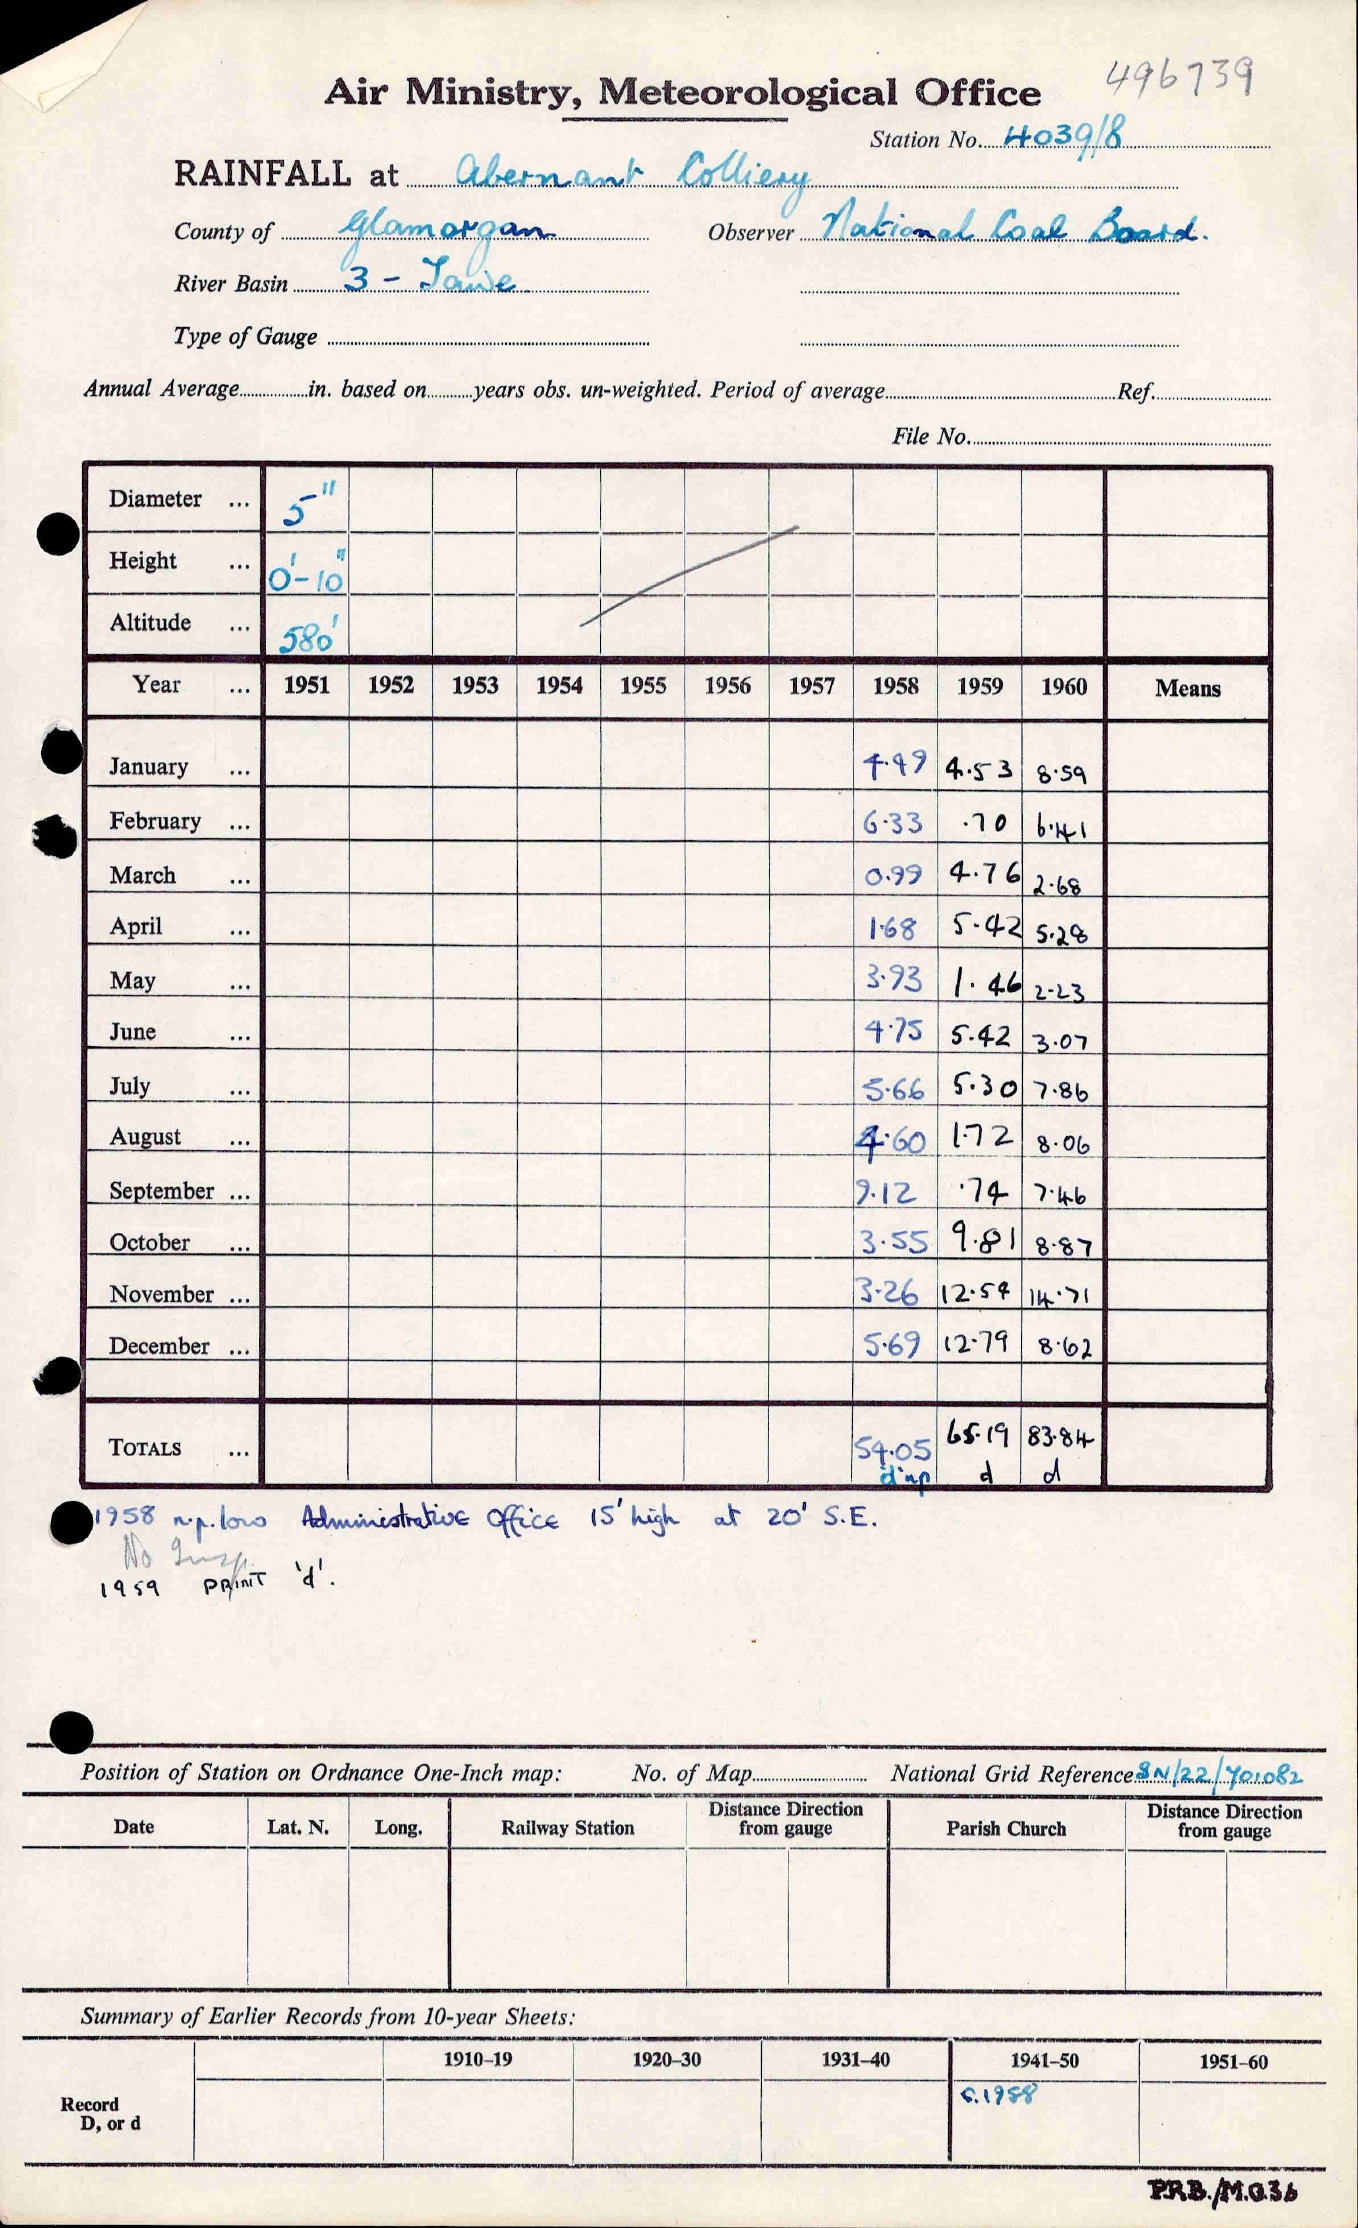 496739
Air Ministry, Meteorological Office
Station No. 4039/8
RAINFALL at Abernant Colliery
County of Glamorgan Observer National Coal Board.
River Basin 3 - Tawe
Type of Gauge
Annual Average in. based on years obs. un-weighted. Period of average Ref.
File No.
Diameter ... 5"
Height ... 0'-10"
Altitude ... 580'
Year ... 1951 1952 1953 1954 1955 1956 1957 1958 1959 1960 Means
January ... 4·49 4·53 8·59
February ... 6·33 ·70 6·41
March ... 0·99 4·76 2·68
April ... 1·68 5·42 5·28
May ... 3·93 1·46 2·23
June ... 4·75 5·42 3·07
July ... 5·66 5·30 7·86
August ... 4·60 1·72 8·06
September ... 9·12 ·74 7·46
October ... 3·55 9·81 8·87
November ... 3·26 12·54 14·71
December ... 5·69 12·79 8·62
TOTALS ... 54·05 65·19 83·84
d np d d
1958 n.p. low Administrative Office 15' high at 20' S.E.
No Insp.
1959 PRINT 'd'.
Position of Station on Ordnance One-Inch map: No. of Map National Grid Reference SN/22/701082
Date Lat. N. Long. Railway Station Distance Direction from gauge Parish Church Distance Direction from gauge
Summary of Earlier Records from 10-year Sheets:
1910–19 1920–30 1931–40 1941–50 1951–60
Record
D, or d
c.1958
P.R.B./M.O.36